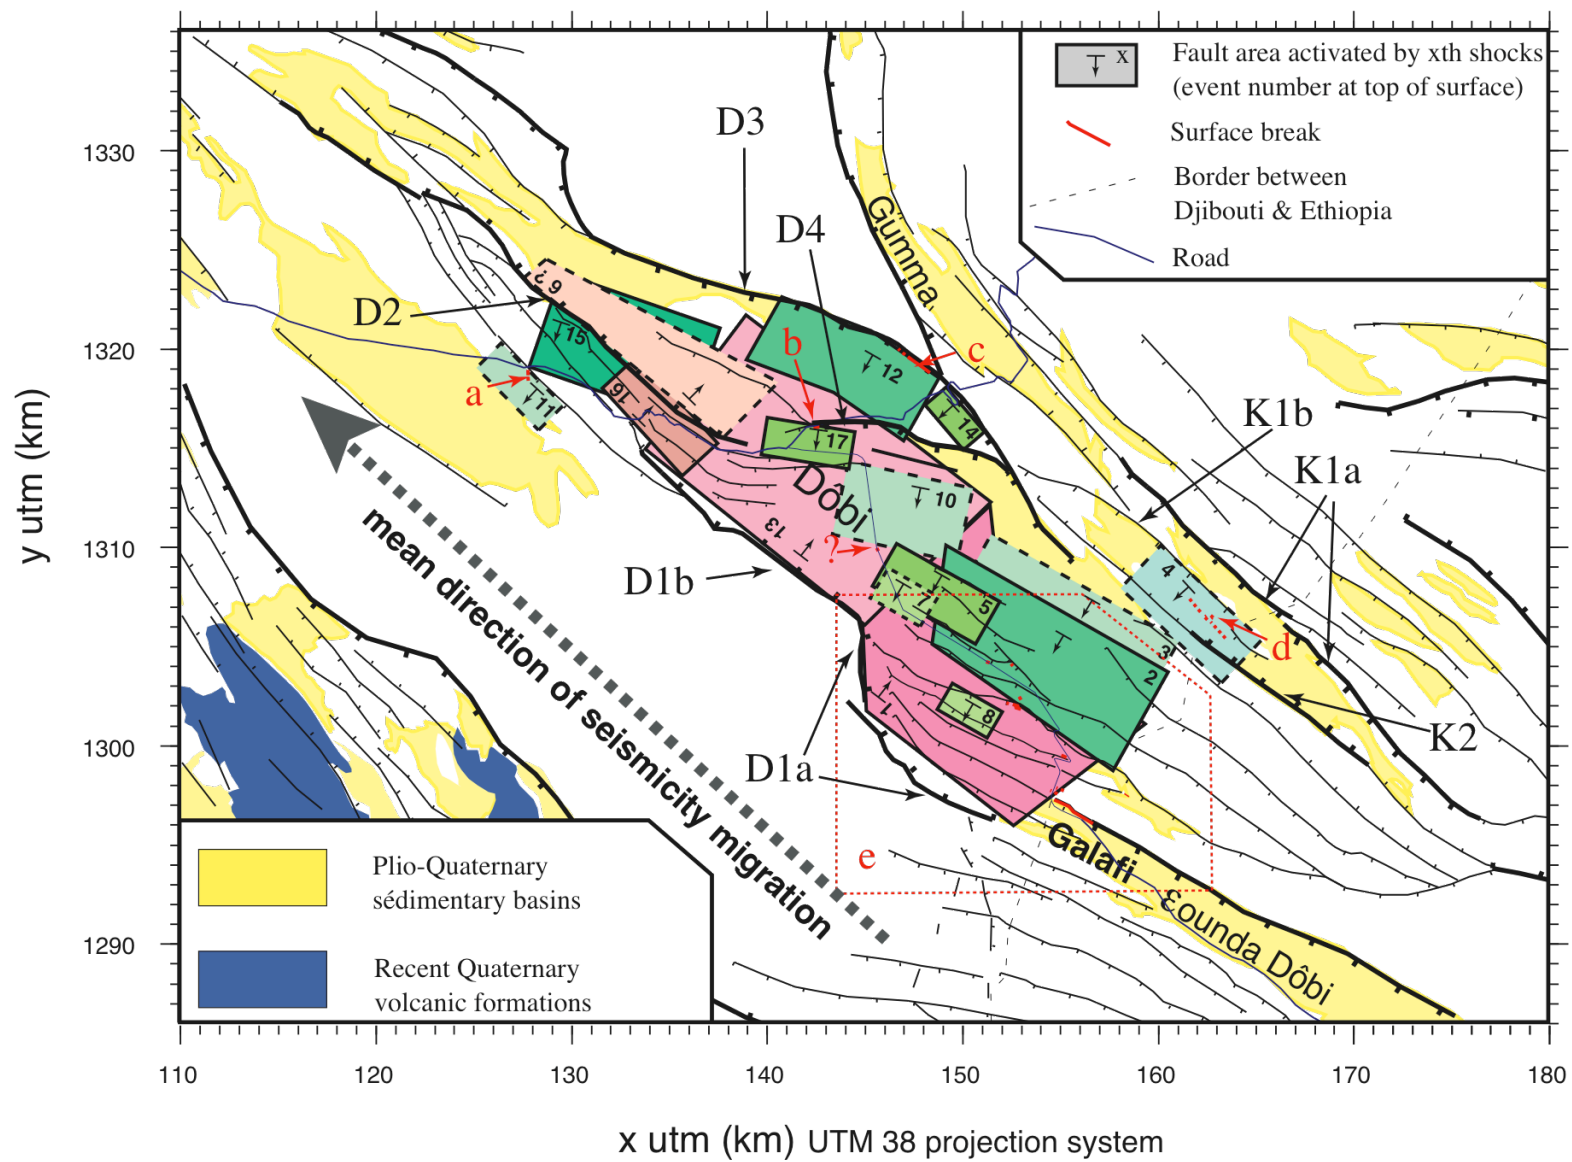 x
Fault area activated by xth shocks
(event number at top of surface)
Surface break
Border between
Djibouti & Ethiopia
Road
D3
D4
D2
Gumma
1330
1320
1310
1300
1290
y utm (km)
6 ?
15
16
11
12
14
17
10
13
a
b
c
?
Dôbi
K1b
K1a
K2
D1b
D1a
4
d
5
7
3
2
1
8
e
mean direction of seismicity migration
Galafi
εounda Dôbi
Plio-Quaternary
sédimentary basins
Recent Quaternary
volcanic formations
110
120
130
140
150
160
170
180
x utm (km) UTM 38 projection system